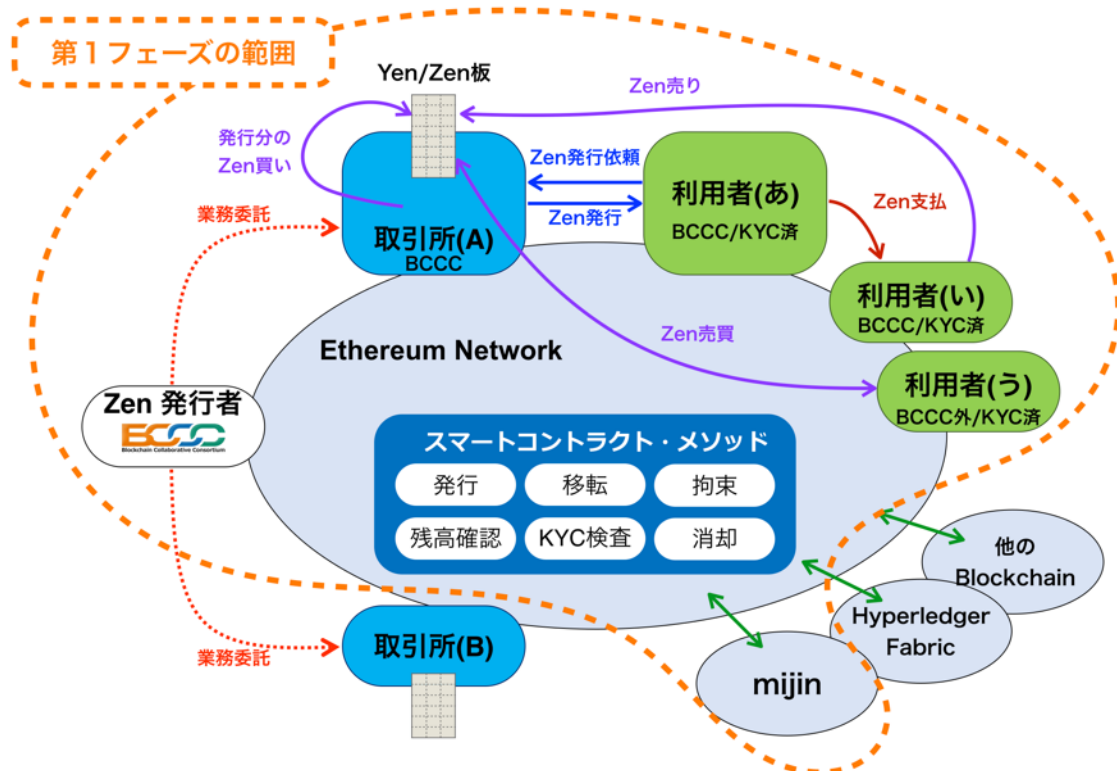 第1フェーズの範囲
Yen/Zen板
Zen売り
発行分の
Zen買い
Zen発行依頼
Zen発行
利用者(あ)
BCCC/KYC済
Zen支払
業務委託
取引所(A)
BCCC
利用者(い)
BCCC/KYC済
Zen売買
Ethereum Network
利用者(う)
BCCC外/KYC済
Zen 発行者
BCCC
Blockchain Collaborative Consortium
スマートコントラクト・メソッド
発行
移転
拘束
残高確認
KYC検査
消却
他の
Blockchain
Hyperledger
Fabric
mijin
取引所(B)
業務委託